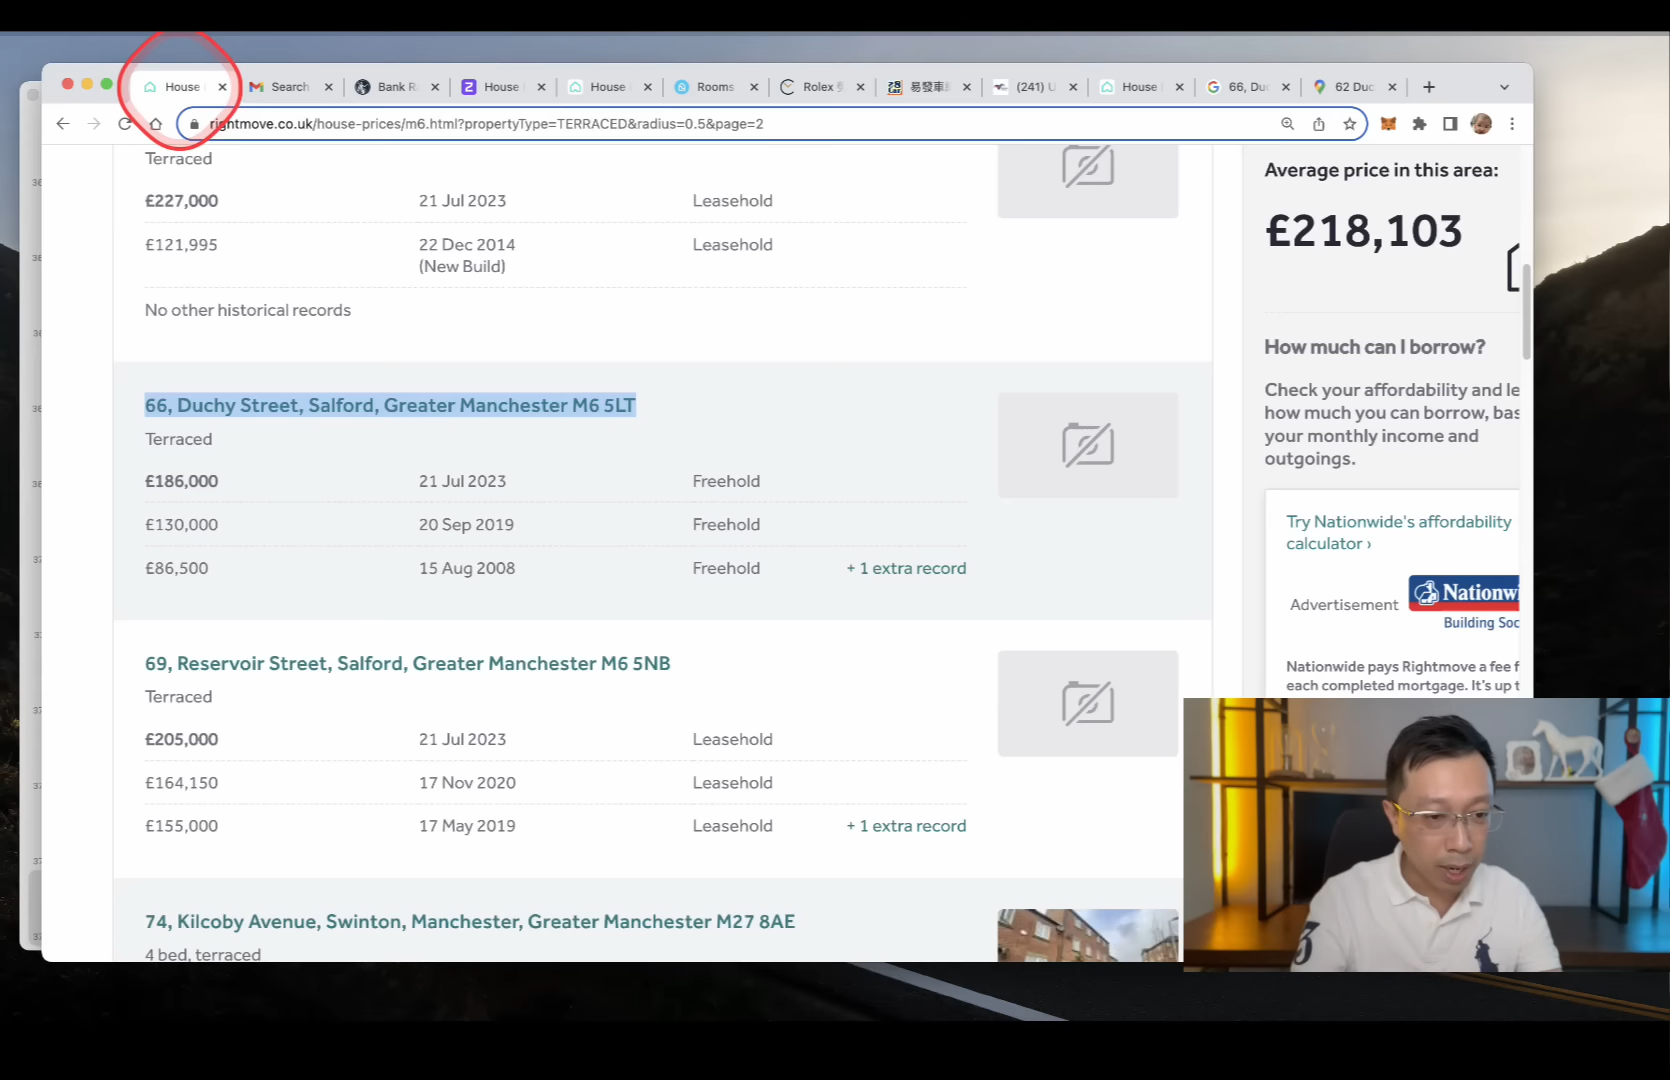 House
Search
Bank R
House
House
Rooms
Rolex
易發車
(241) U
House
66, Duc
62 Duc
rightmove.co.uk/house-prices/m6.html?propertyType=TERRACED&radius=0.5&page=2
Terraced
£227,000 21 Jul 2023 Leasehold
£121,995 22 Dec 2014 Leasehold
(New Build)
No other historical records
66, Duchy Street, Salford, Greater Manchester M6 5LT
Terraced
£186,000 21 Jul 2023 Freehold
£130,000 20 Sep 2019 Freehold
£86,500 15 Aug 2008 Freehold + 1 extra record
69, Reservoir Street, Salford, Greater Manchester M6 5NB
Terraced
£205,000 21 Jul 2023 Leasehold
£164,150 17 Nov 2020 Leasehold
£155,000 17 May 2019 Leasehold + 1 extra record
74, Kilcoby Avenue, Swinton, Manchester, Greater Manchester M27 8AE
4 bed, terraced
Average price in this area:
£218,103
How much can I borrow?
Check your affordability and le
how much you can borrow, bas
your monthly income and
outgoings.
Try Nationwide's affordability
calculator ›
Advertisement
Nationwi
Building Soc
Nationwide pays Rightmove a fee f
each completed mortgage. It's up t